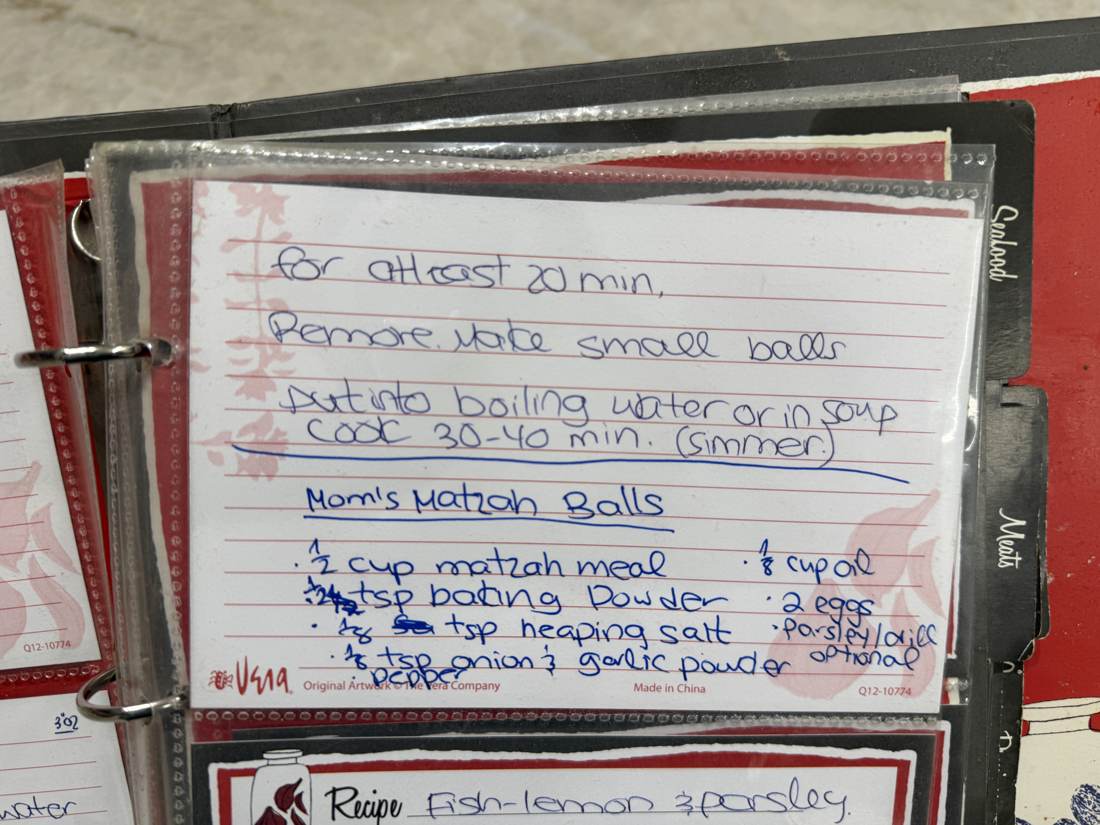 for atleast 20 min,
Remove. Make small balls
Put into boiling water or in soup
cook 30-40 min. (simmer.)
Mom's Matzah Balls
· 1/2 cup matzah meal · 1/8 cup oil
tsp baking Powder · 2 eggs
· 1/8 tsp heaping salt · Parsley/dill
optional
· 1/8 tsp onion & garlic powder
· pepper
Vera Original Artwork © The Vera Company Made in China Q12-10774
Seafood
Meats
Q12-10774
3"oz
water
Recipe Fish-lemon & parsley.